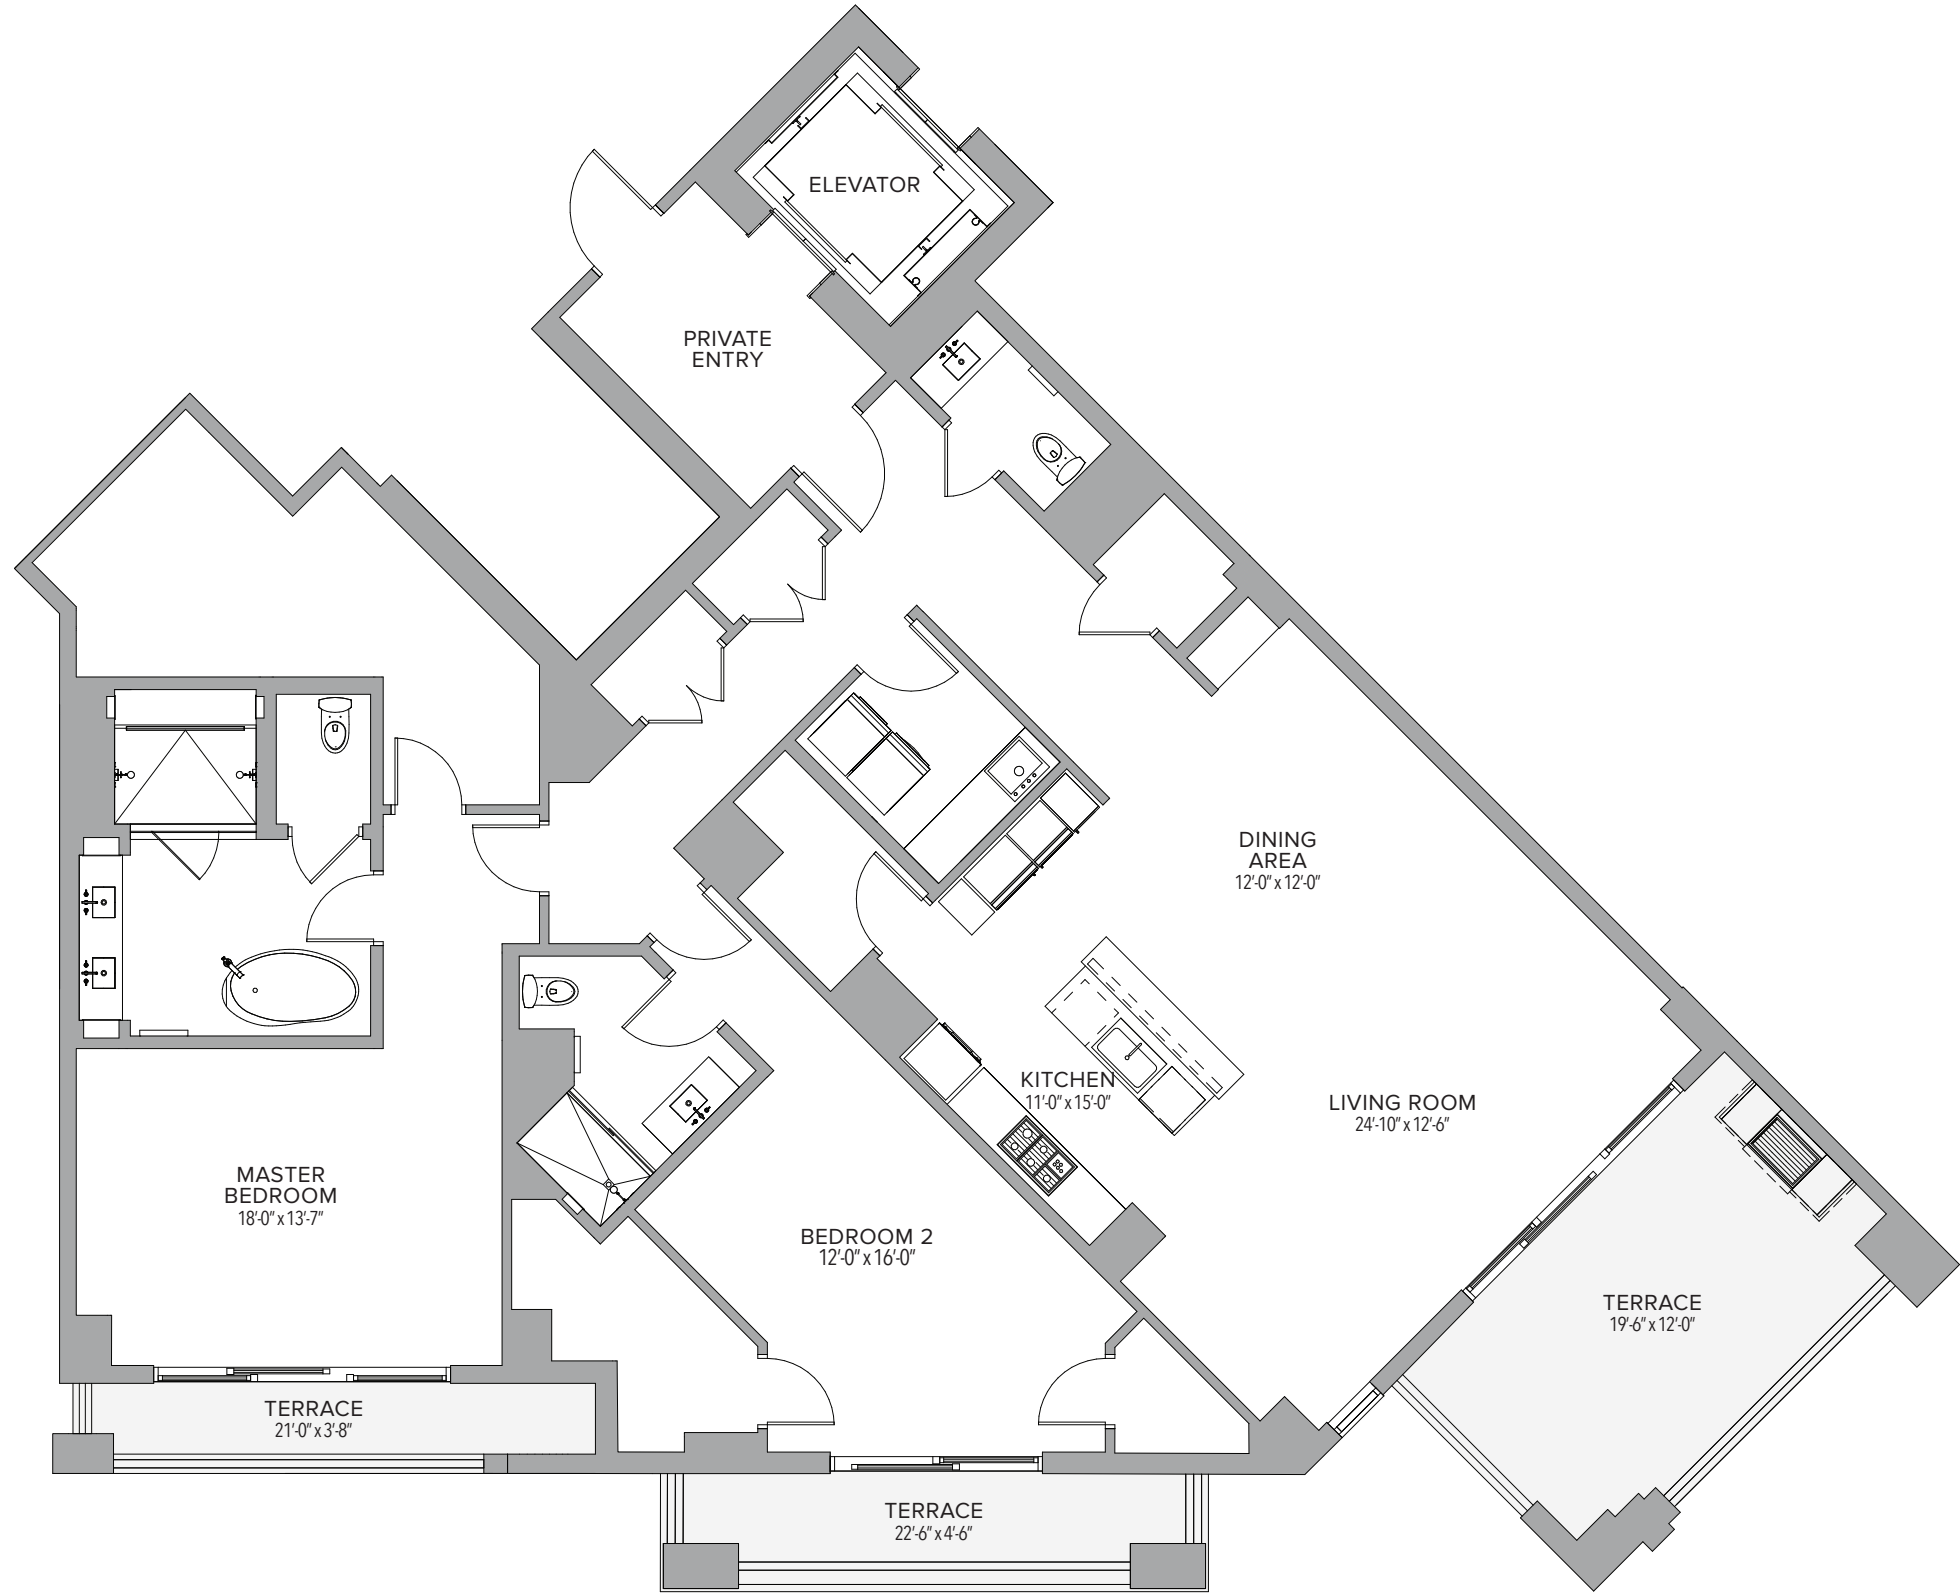 ELEVATOR
PRIVATE
ENTRY
DINING
AREA
12'-0" x 12'-0"
KITCHEN
11'-0" x 15'-0"
LIVING ROOM
24'-10" x 12'-6"
MASTER
BEDROOM
18'-0" x 13'-7"
BEDROOM 2
12'-0" x 16'-0"
TERRACE
19'-6" x 12'-0"
TERRACE
21'-0" x 3'-8"
TERRACE
22'-6" x 4'-6"